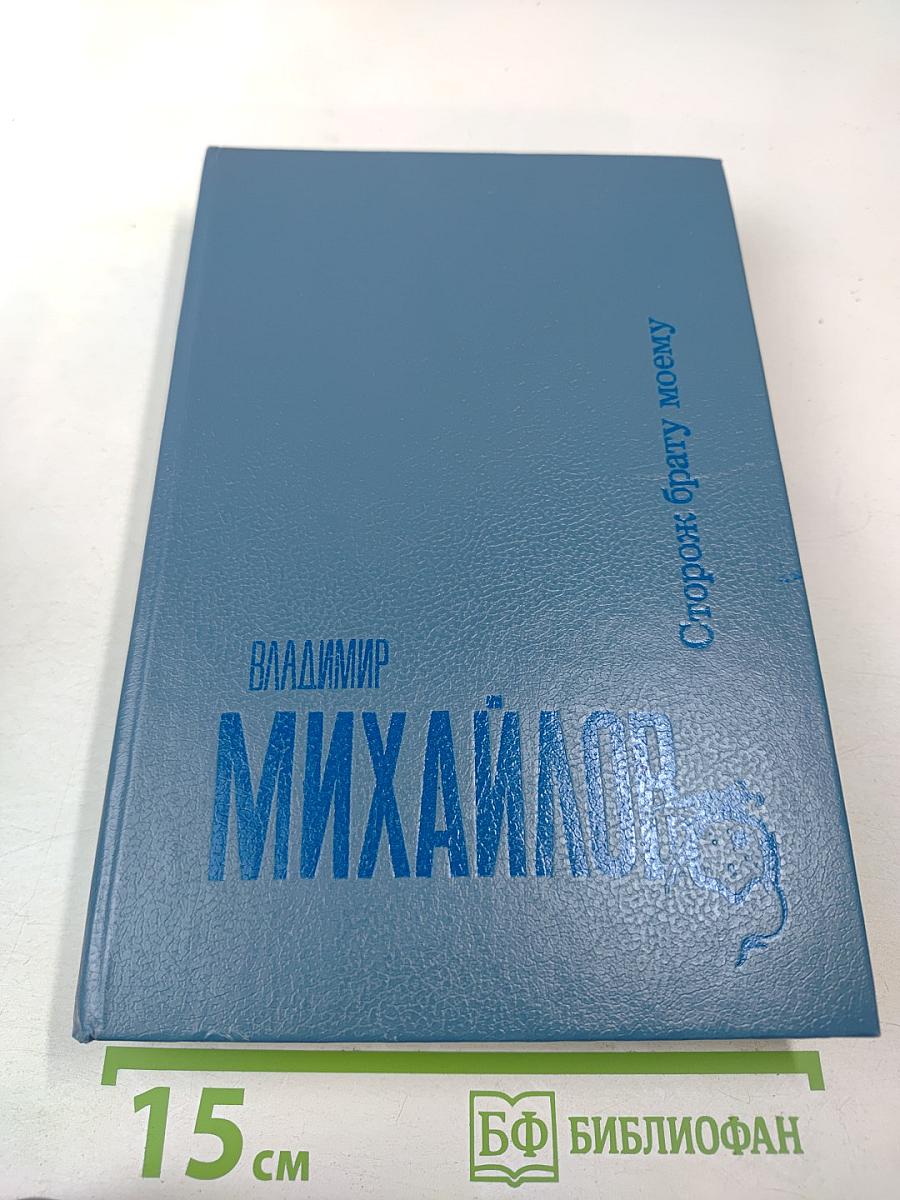 Сторож брату моему
ВЛАДИМИР
МИХАЙЛОВ
15 см
БФ БИБЛИОФАН